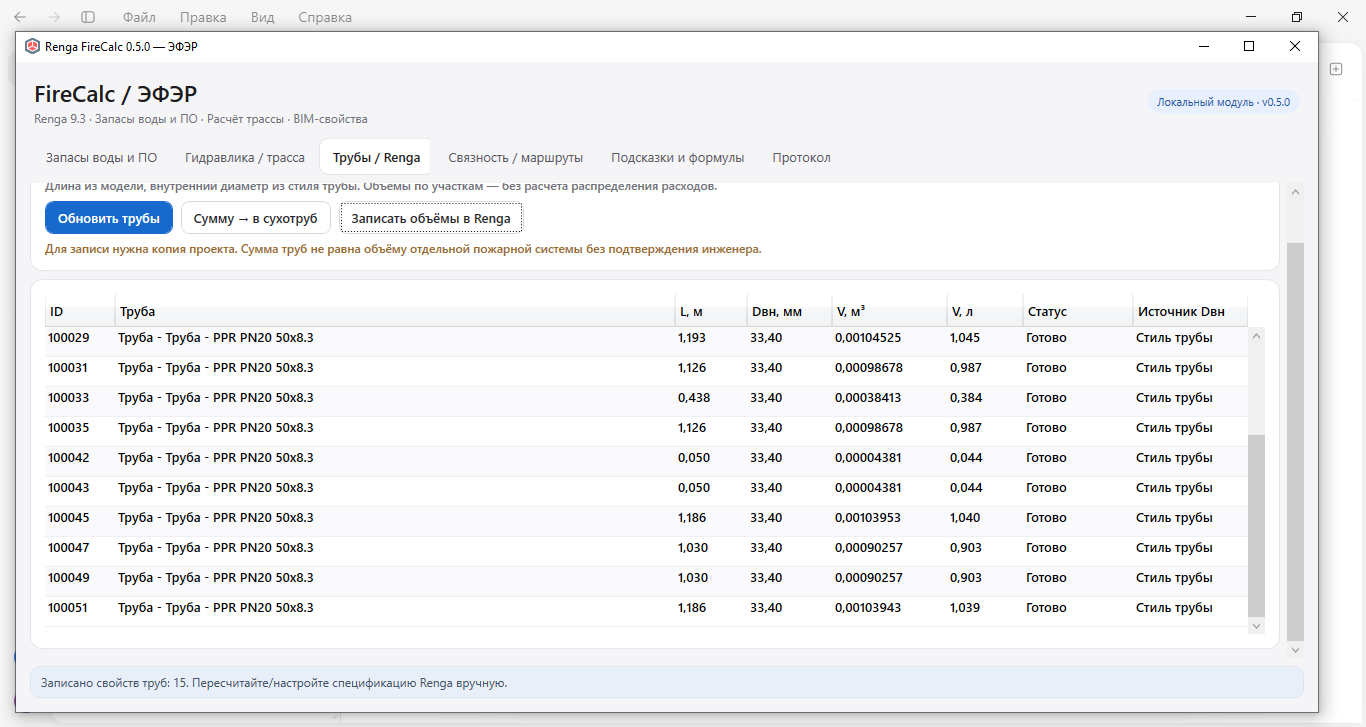 Файл Правка Вид Справка
Renga FireCalc 0.5.0 — ЭФЭР
FireCalc / ЭФЭР
Renga 9.3 · Запасы воды и ПО · Расчёт трассы · BIM-свойства
Локальный модуль · v0.5.0
Запасы воды и ПО Гидравлика / трасса Трубы / Renga Связность / маршруты Подсказки и формулы Протокол
Длина из модели, внутренний диаметр из стиля трубы. Объёмы по участкам — без расчёта распределения расходов.
Обновить трубы Сумму → в сухотруб Записать объёмы в Renga
Для записи нужна копия проекта. Сумма труб не равна объёму отдельной пожарной системы без подтверждения инженера.
ID Труба L, м Dвн, мм V, м³ V, л Статус Источник Dвн
100029 Труба - Труба - PPR PN20 50x8.3 1,193 33,40 0,00104525 1,045 Готово Стиль трубы
100031 Труба - Труба - PPR PN20 50x8.3 1,126 33,40 0,00098678 0,987 Готово Стиль трубы
100033 Труба - Труба - PPR PN20 50x8.3 0,438 33,40 0,00038413 0,384 Готово Стиль трубы
100035 Труба - Труба - PPR PN20 50x8.3 1,126 33,40 0,00098678 0,987 Готово Стиль трубы
100042 Труба - Труба - PPR PN20 50x8.3 0,050 33,40 0,00004381 0,044 Готово Стиль трубы
100043 Труба - Труба - PPR PN20 50x8.3 0,050 33,40 0,00004381 0,044 Готово Стиль трубы
100045 Труба - Труба - PPR PN20 50x8.3 1,186 33,40 0,00103953 1,040 Готово Стиль трубы
100047 Труба - Труба - PPR PN20 50x8.3 1,030 33,40 0,00090257 0,903 Готово Стиль трубы
100049 Труба - Труба - PPR PN20 50x8.3 1,030 33,40 0,00090257 0,903 Готово Стиль трубы
100051 Труба - Труба - PPR PN20 50x8.3 1,186 33,40 0,00103943 1,039 Готово Стиль трубы
Записано свойств труб: 15. Пересчитайте/настройте спецификацию Renga вручную.